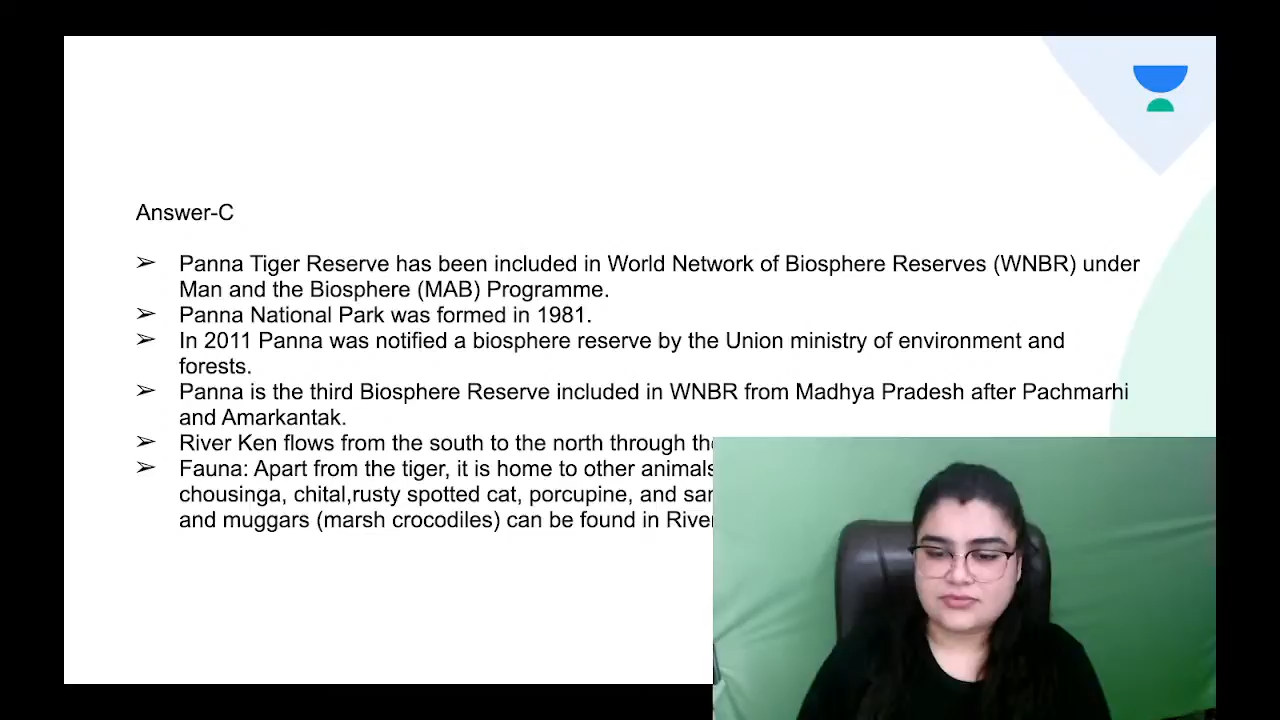 Answer-C
➢ Panna Tiger Reserve has been included in World Network of Biosphere Reserves (WNBR) under
Man and the Biosphere (MAB) Programme.
➢ Panna National Park was formed in 1981.
➢ In 2011 Panna was notified a biosphere reserve by the Union ministry of environment and
forests.
➢ Panna is the third Biosphere Reserve included in WNBR from Madhya Pradesh after Pachmarhi
and Amarkantak.
➢ River Ken flows from the south to the north through
➢ Fauna: Apart from the tiger, it is home to other animals
chousinga, chital,rusty spotted cat, porcupine, and
and muggars (marsh crocodiles) can be found in River